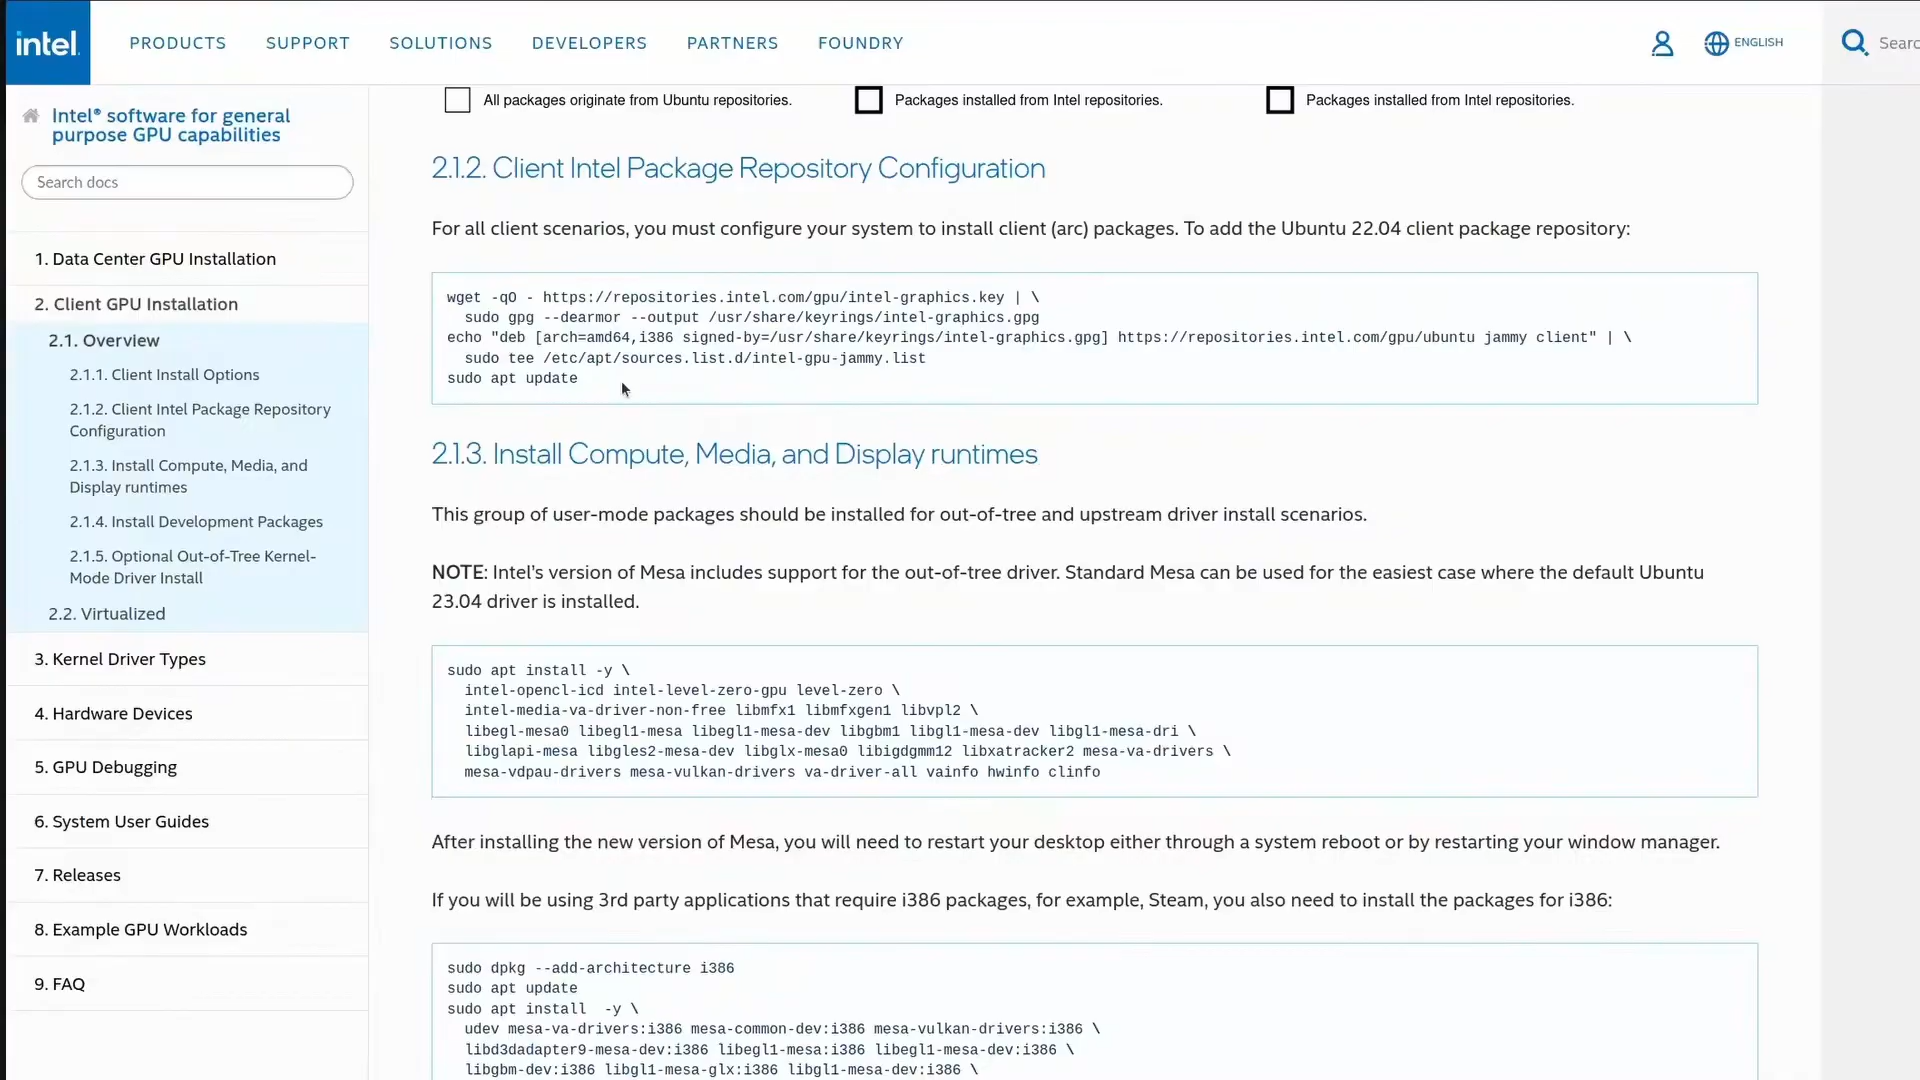 intel.
PRODUCTS
SUPPORT
SOLUTIONS
DEVELOPERS
PARTNERS
FOUNDRY
ENGLISH
Searc
Intel® software for general
purpose GPU capabilities
Search docs
1. Data Center GPU Installation
2. Client GPU Installation
2.1. Overview
2.1.1. Client Install Options
2.1.2. Client Intel Package Repository
Configuration
2.1.3. Install Compute, Media, and
Display runtimes
2.1.4. Install Development Packages
2.1.5. Optional Out-of-Tree Kernel-
Mode Driver Install
2.2. Virtualized
3. Kernel Driver Types
4. Hardware Devices
5. GPU Debugging
6. System User Guides
7. Releases
8. Example GPU Workloads
9. FAQ
All packages originate from Ubuntu repositories.
Packages installed from Intel repositories.
Packages installed from Intel repositories.
2.1.2. Client Intel Package Repository Configuration
For all client scenarios, you must configure your system to install client (arc) packages. To add the Ubuntu 22.04 client package repository:
wget -qO - https://repositories.intel.com/gpu/intel-graphics.key | \
sudo gpg --dearmor --output /usr/share/keyrings/intel-graphics.gpg
echo "deb [arch=amd64,i386 signed-by=/usr/share/keyrings/intel-graphics.gpg] https://repositories.intel.com/gpu/ubuntu jammy client" | \
sudo tee /etc/apt/sources.list.d/intel-gpu-jammy.list
sudo apt update
2.1.3. Install Compute, Media, and Display runtimes
This group of user-mode packages should be installed for out-of-tree and upstream driver install scenarios.
NOTE: Intel's version of Mesa includes support for the out-of-tree driver. Standard Mesa can be used for the easiest case where the default Ubuntu
23.04 driver is installed.
sudo apt install -y \
intel-opencl-icd intel-level-zero-gpu level-zero \
intel-media-va-driver-non-free libmfx1 libmfxgen1 libvpl2 \
libegl-mesa0 libegl1-mesa libegl1-mesa-dev libgbm1 libgl1-mesa-dev libgl1-mesa-dri \
libglapi-mesa libgles2-mesa-dev libglx-mesa0 libigdgmm12 libxatracker2 mesa-va-drivers \
mesa-vdpau-drivers mesa-vulkan-drivers va-driver-all vainfo hwinfo clinfo
After installing the new version of Mesa, you will need to restart your desktop either through a system reboot or by restarting your window manager.
If you will be using 3rd party applications that require i386 packages, for example, Steam, you also need to install the packages for i386:
sudo dpkg --add-architecture i386
sudo apt update
sudo apt install  -y \
udev mesa-va-drivers:i386 mesa-common-dev:i386 mesa-vulkan-drivers:i386 \
libd3dadapter9-mesa-dev:i386 libegl1-mesa:i386 libegl1-mesa-dev:i386 \
libgbm-dev:i386 libgl1-mesa-glx:i386 libgl1-mesa-dev:i386 \